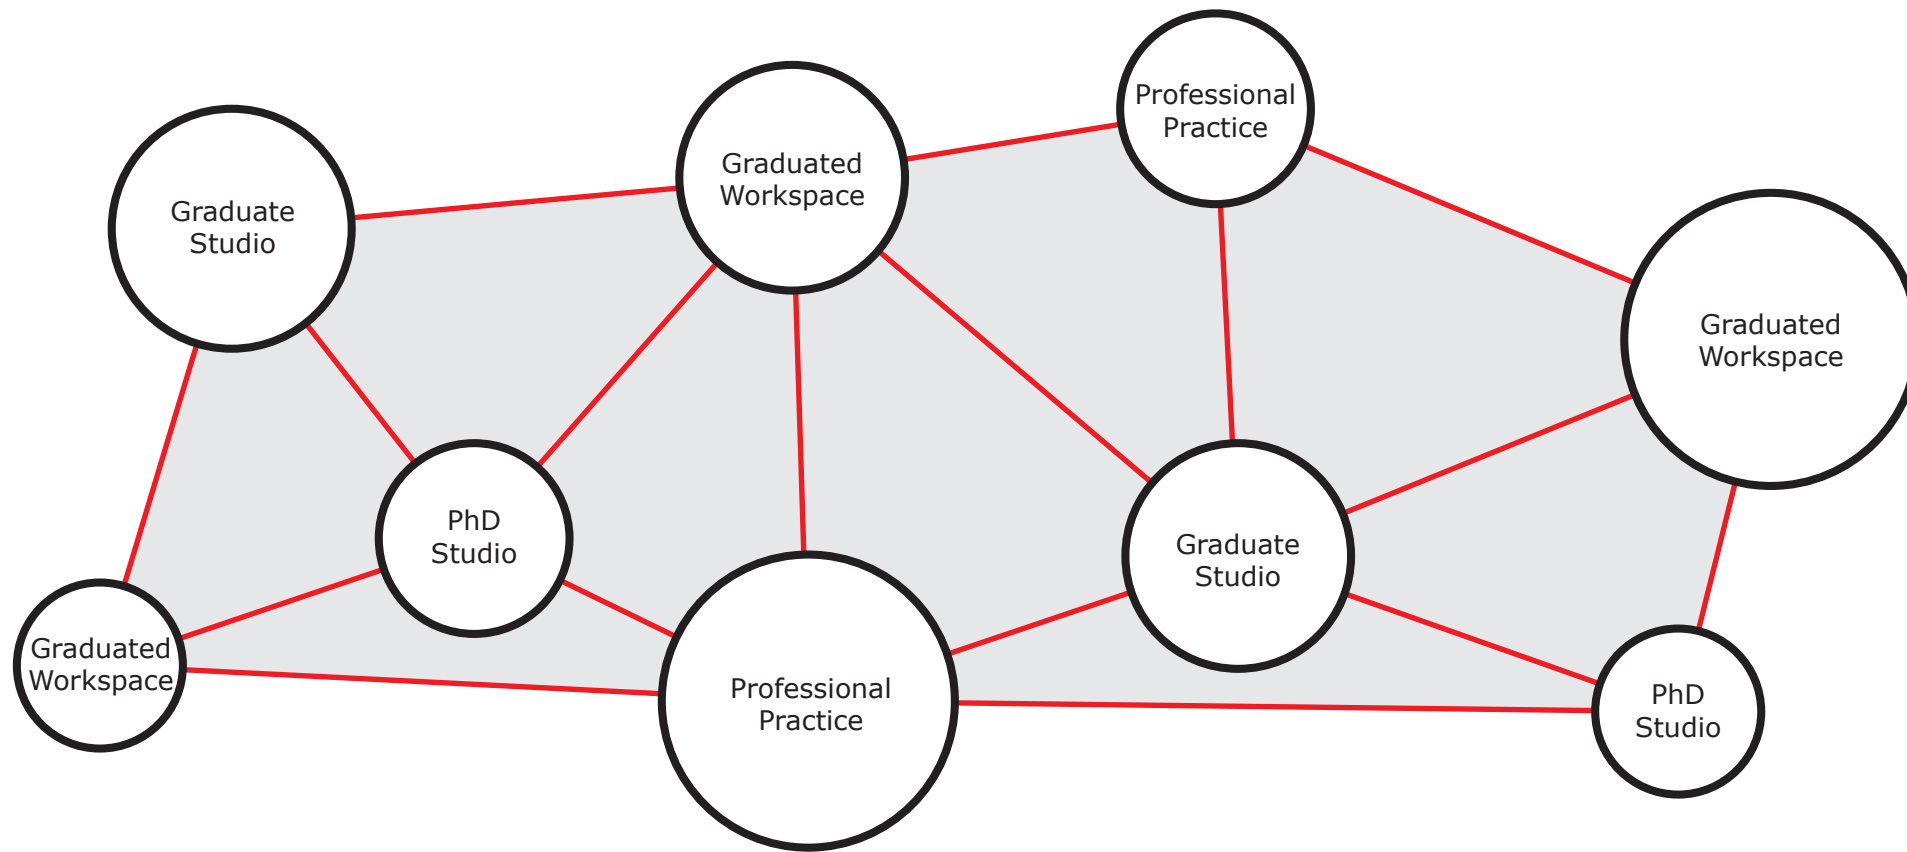 Professional
Practice
Graduated
Workspace
Graduate
Studio
Graduated
Workspace
PhD
Studio
Graduate
Studio
Graduated
Workspace
Professional
Practice
PhD
Studio